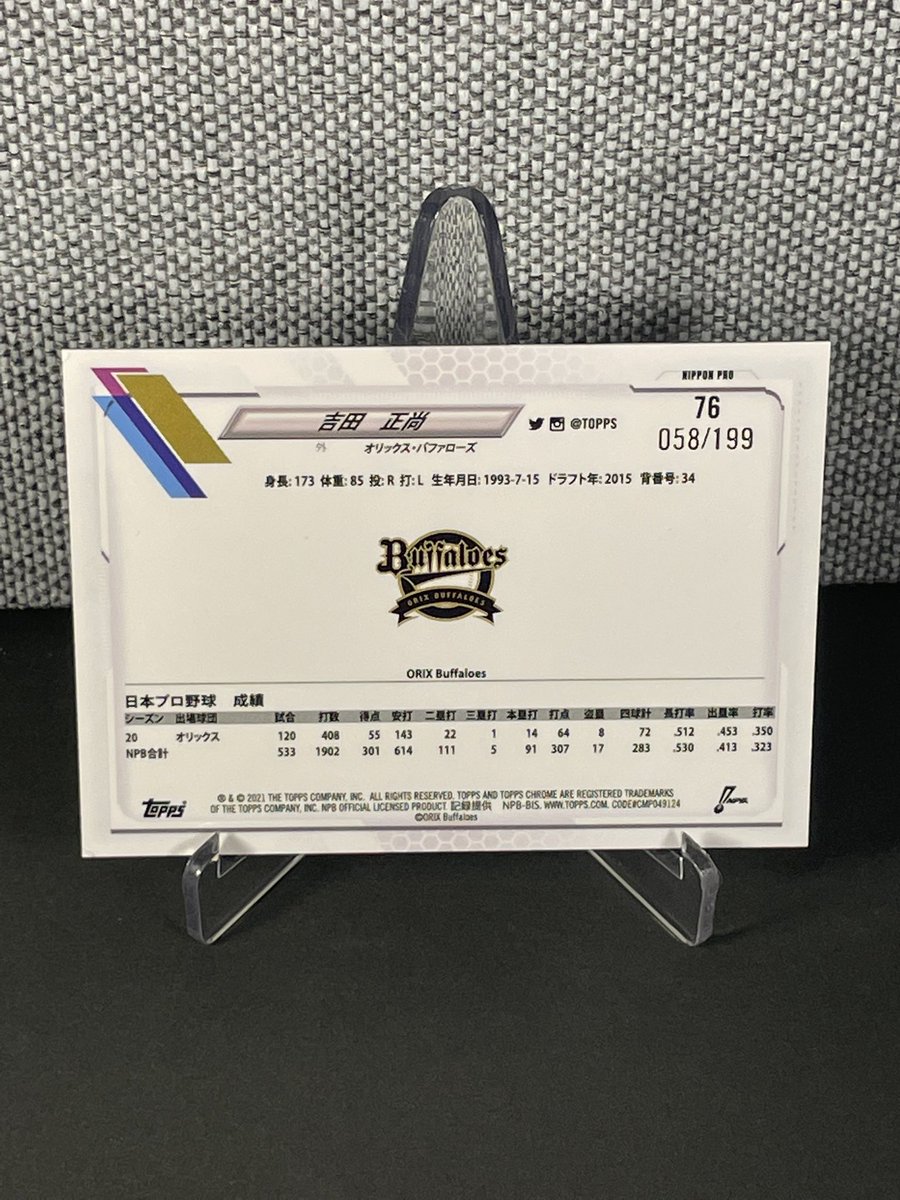 NIPPON PRO
76
058/199
吉田 正尚
@TOPPS
外 オリックス・バファローズ
身長: 173 体重: 85 投: R 打: L 生年月日: 1993-7-15 ドラフト年: 2015 背番号: 34
Buffaloes
ORIX BUFFALOES
ORIX Buffaloes
日本プロ野球 成績
シーズン 出場球団 試合 打数 得点 安打 二塁打 三塁打 本塁打 打点 盗塁 四球計 長打率 出塁率 打率
20 オリックス 120 408 55 143 22 1 14 64 8 72 .512 .453 .350
NPB合計 533 1902 301 614 111 5 91 307 17 283 .530 .413 .323
topps
® & © 2021 THE TOPPS COMPANY, INC. ALL RIGHTS RESERVED. TOPPS AND TOPPS CHROME ARE REGISTERED TRADEMARKS
OF THE TOPPS COMPANY, INC. NPB OFFICIAL LICENSED PRODUCT. 記録提供 NPB-BIS. WWW.TOPPS.COM. CODE#CMP049124
©ORIX Buffaloes